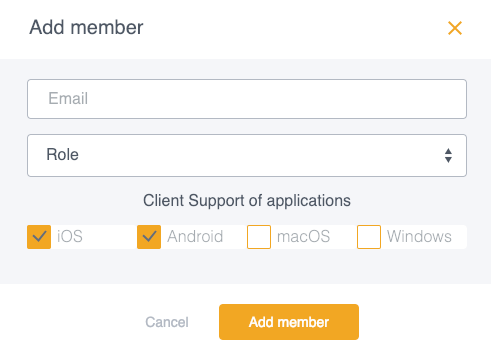 Add member
Email
Role
Client Support of applications
iOS Android macOS Windows
Cancel Add member